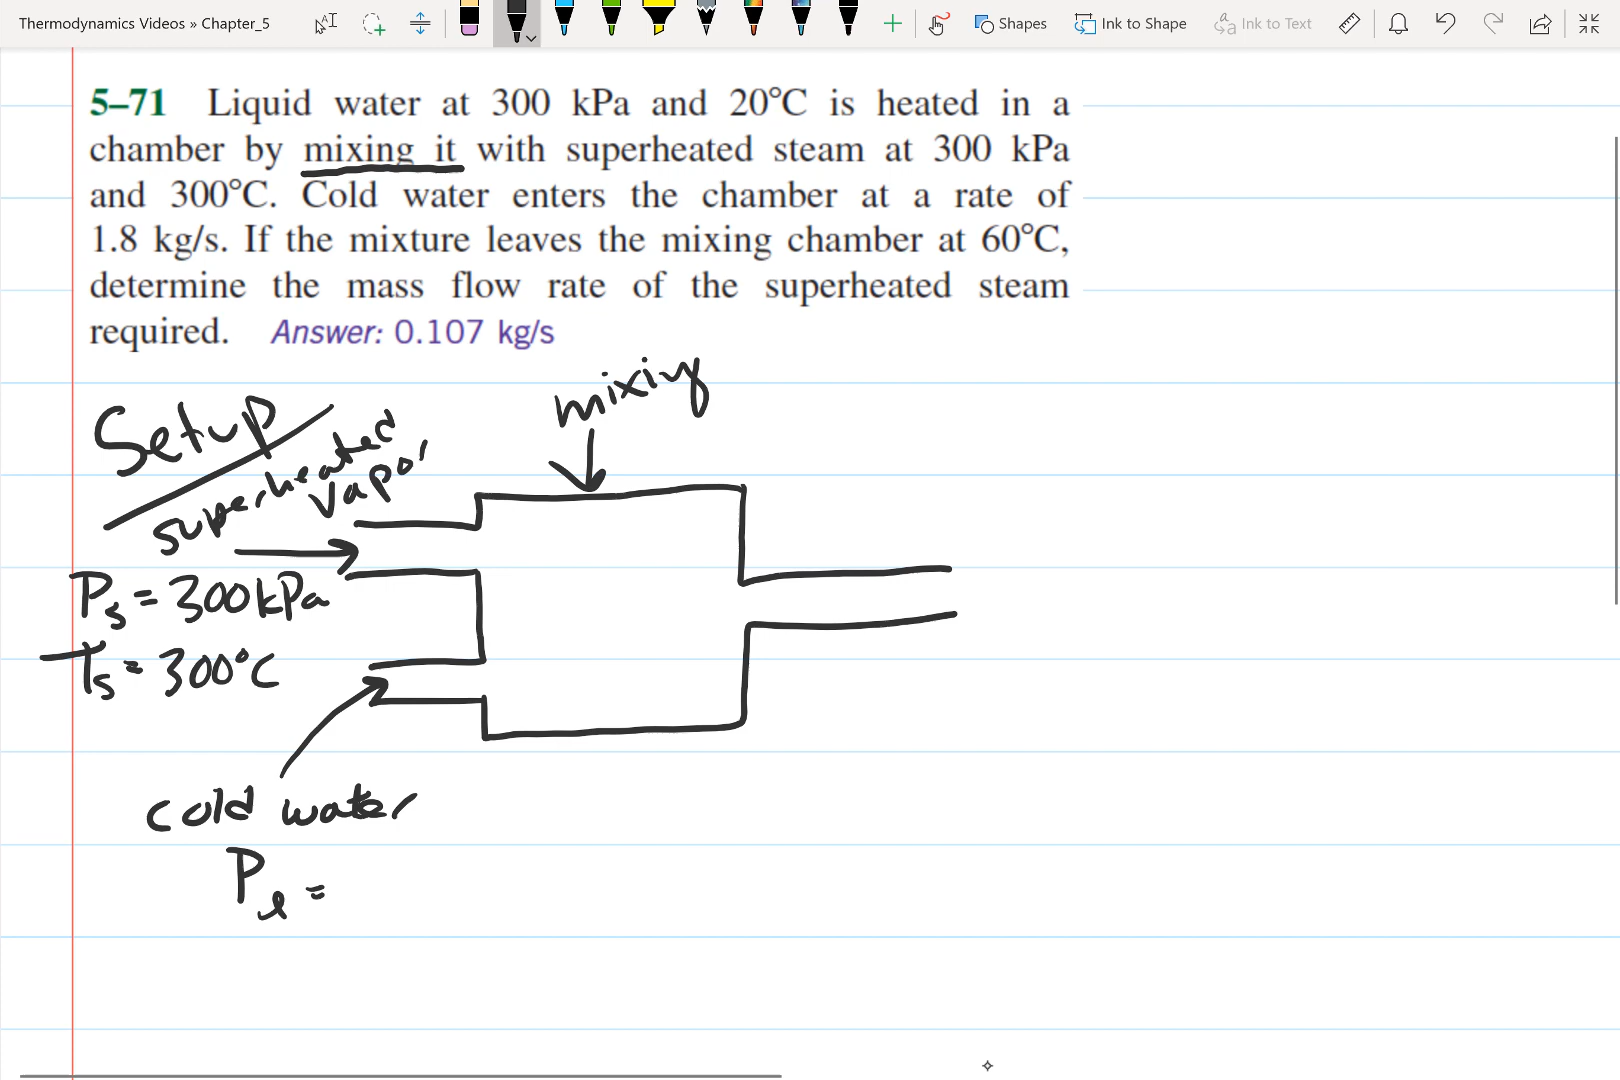 Thermodynamics Videos » Chapter_5
Shapes
Ink to Shape
Ink to Text
5–71 Liquid water at 300 kPa and 20°C is heated in a
chamber by mixing it with superheated steam at 300 kPa
and 300°C. Cold water enters the chamber at a rate of
1.8 kg/s. If the mixture leaves the mixing chamber at 60°C,
determine the mass flow rate of the superheated steam
required. Answer: 0.107 kg/s
mixing
Setup
superheated
vapor
Ps = 300 kPa
Ts = 300°C
cold water
Pl =